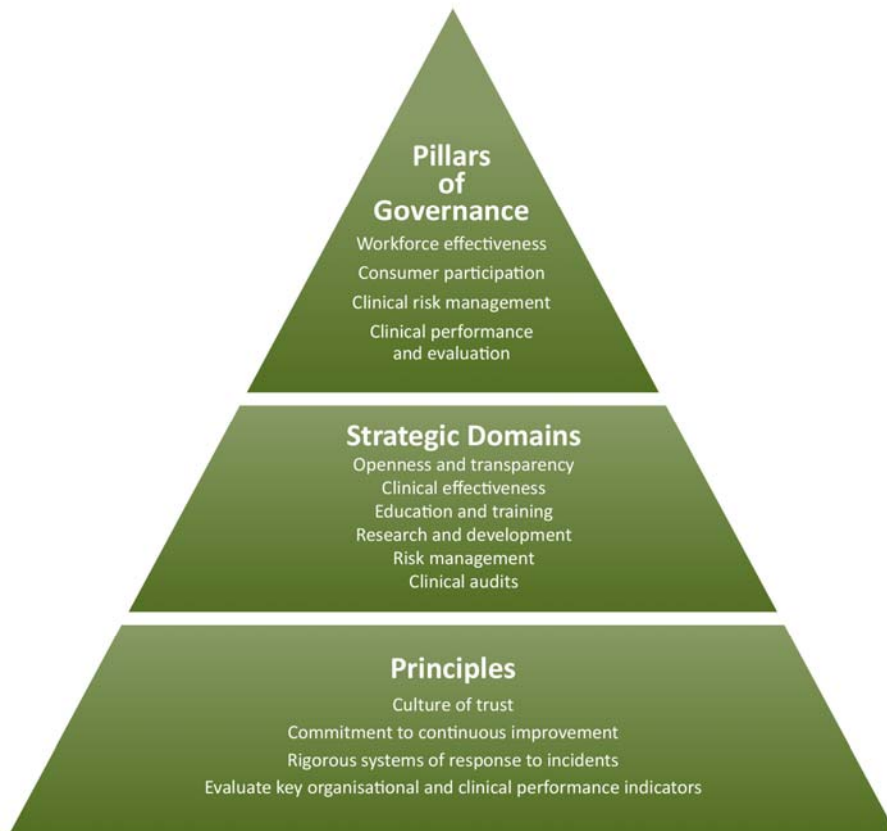 Pillars
of
Governance
Workforce effectiveness
Consumer participation
Clinical risk management
Clinical performance
and evaluation
Strategic Domains
Openness and transparency
Clinical effectiveness
Education and training
Research and development
Risk management
Clinical audits
Principles
Culture of trust
Commitment to continuous improvement
Rigorous systems of response to incidents
Evaluate key organisational and clinical performance indicators